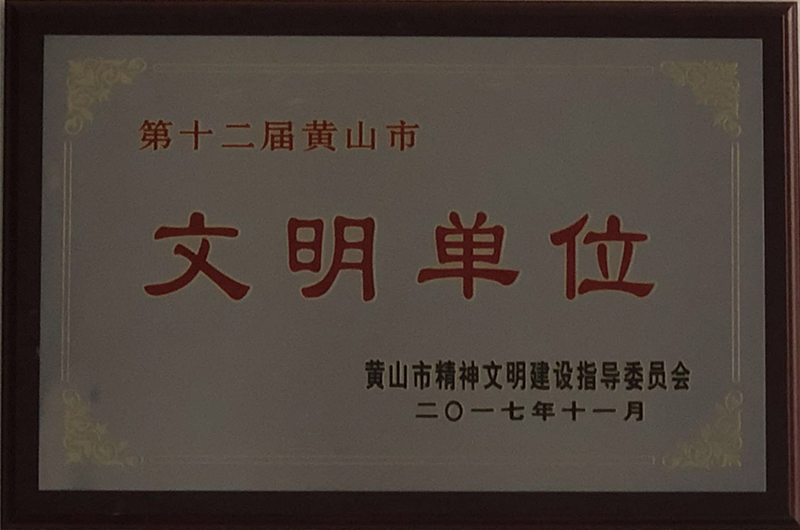 第十二届黄山市
文明单位
黄山市精神文明建设指导委员会
二〇一七年十一月